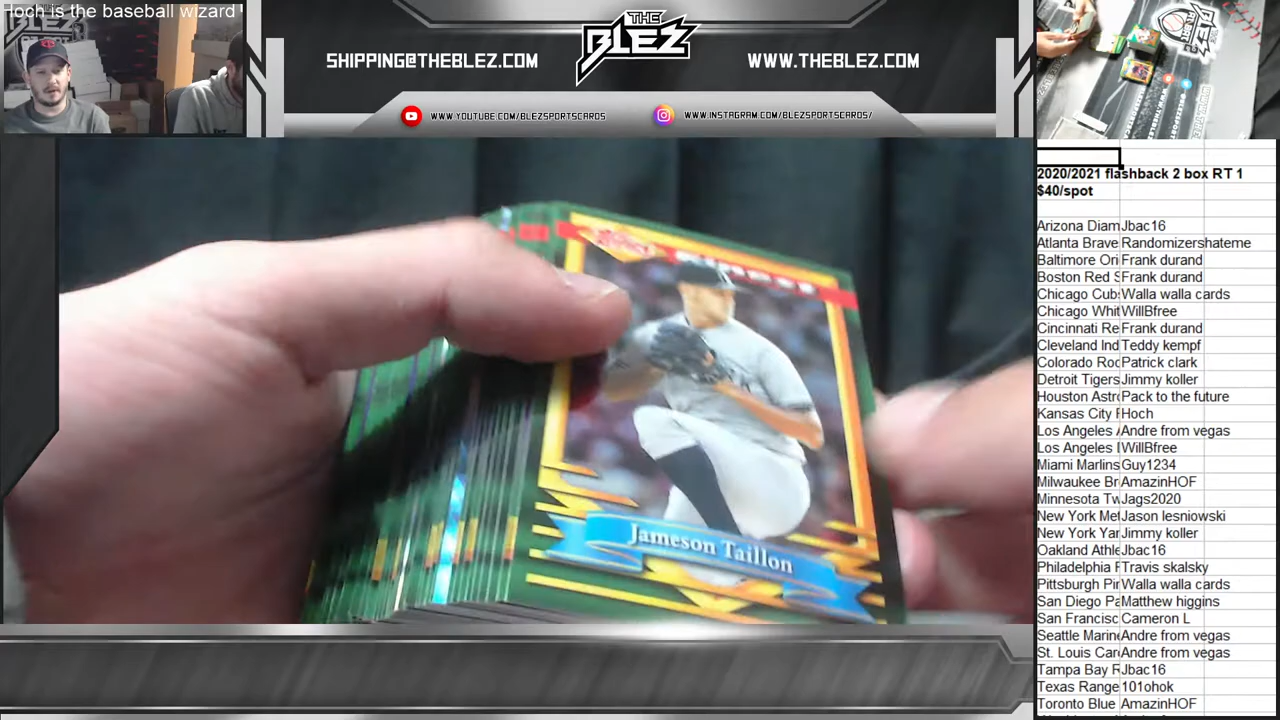 Hoch is the baseball wizard
THE
BLEZ
SHIPPING@THEBLEZ.COM
WWW.THEBLEZ.COM
WWW.YOUTUBE.COM/BLEZSPORTSCARDS
WWW.INSTAGRAM.COM/BLEZSPORTSCARDS/
2020/2021 flashback 2 box RT 1
$40/spot
Arizona Diam Jbac16
Atlanta Brave Randomizershateme
Baltimore Ori Frank durand
Boston Red S Frank durand
Chicago Cubs Walla walla cards
Chicago Whit WillBfree
Cincinnati Re Frank durand
Cleveland Ind Teddy kempf
Colorado Roc Patrick clark
Detroit Tigers Jimmy koller
Houston Astr Pack to the future
Kansas City Hoch
Los Angeles Andre from vegas
Los Angeles WillBfree
Miami Marlins Guy1234
Milwaukee Br AmazinHOF
Minnesota Tw Jags2020
New York Met Jason lesniowski
New York Yan Jimmy koller
Oakland Athle Jbac16
Philadelphia Travis skalsky
Pittsburgh Pir Walla walla cards
San Diego Pa Matthew higgins
San Francisc Cameron L
Seattle Marine Andre from vegas
St. Louis Car Andre from vegas
Tampa Bay R Jbac16
Texas Range 101ohok
Toronto Blue AmazinHOF
Jameson Taillon